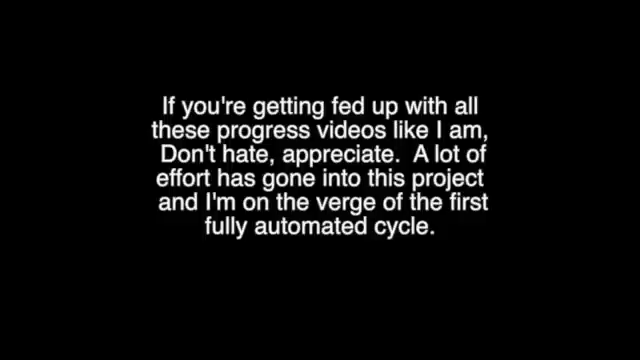 If you're getting fed up with all
these progress videos like I am,
Don't hate, appreciate.  A lot of
effort has gone into this project
and I'm on the verge of the first
fully automated cycle.